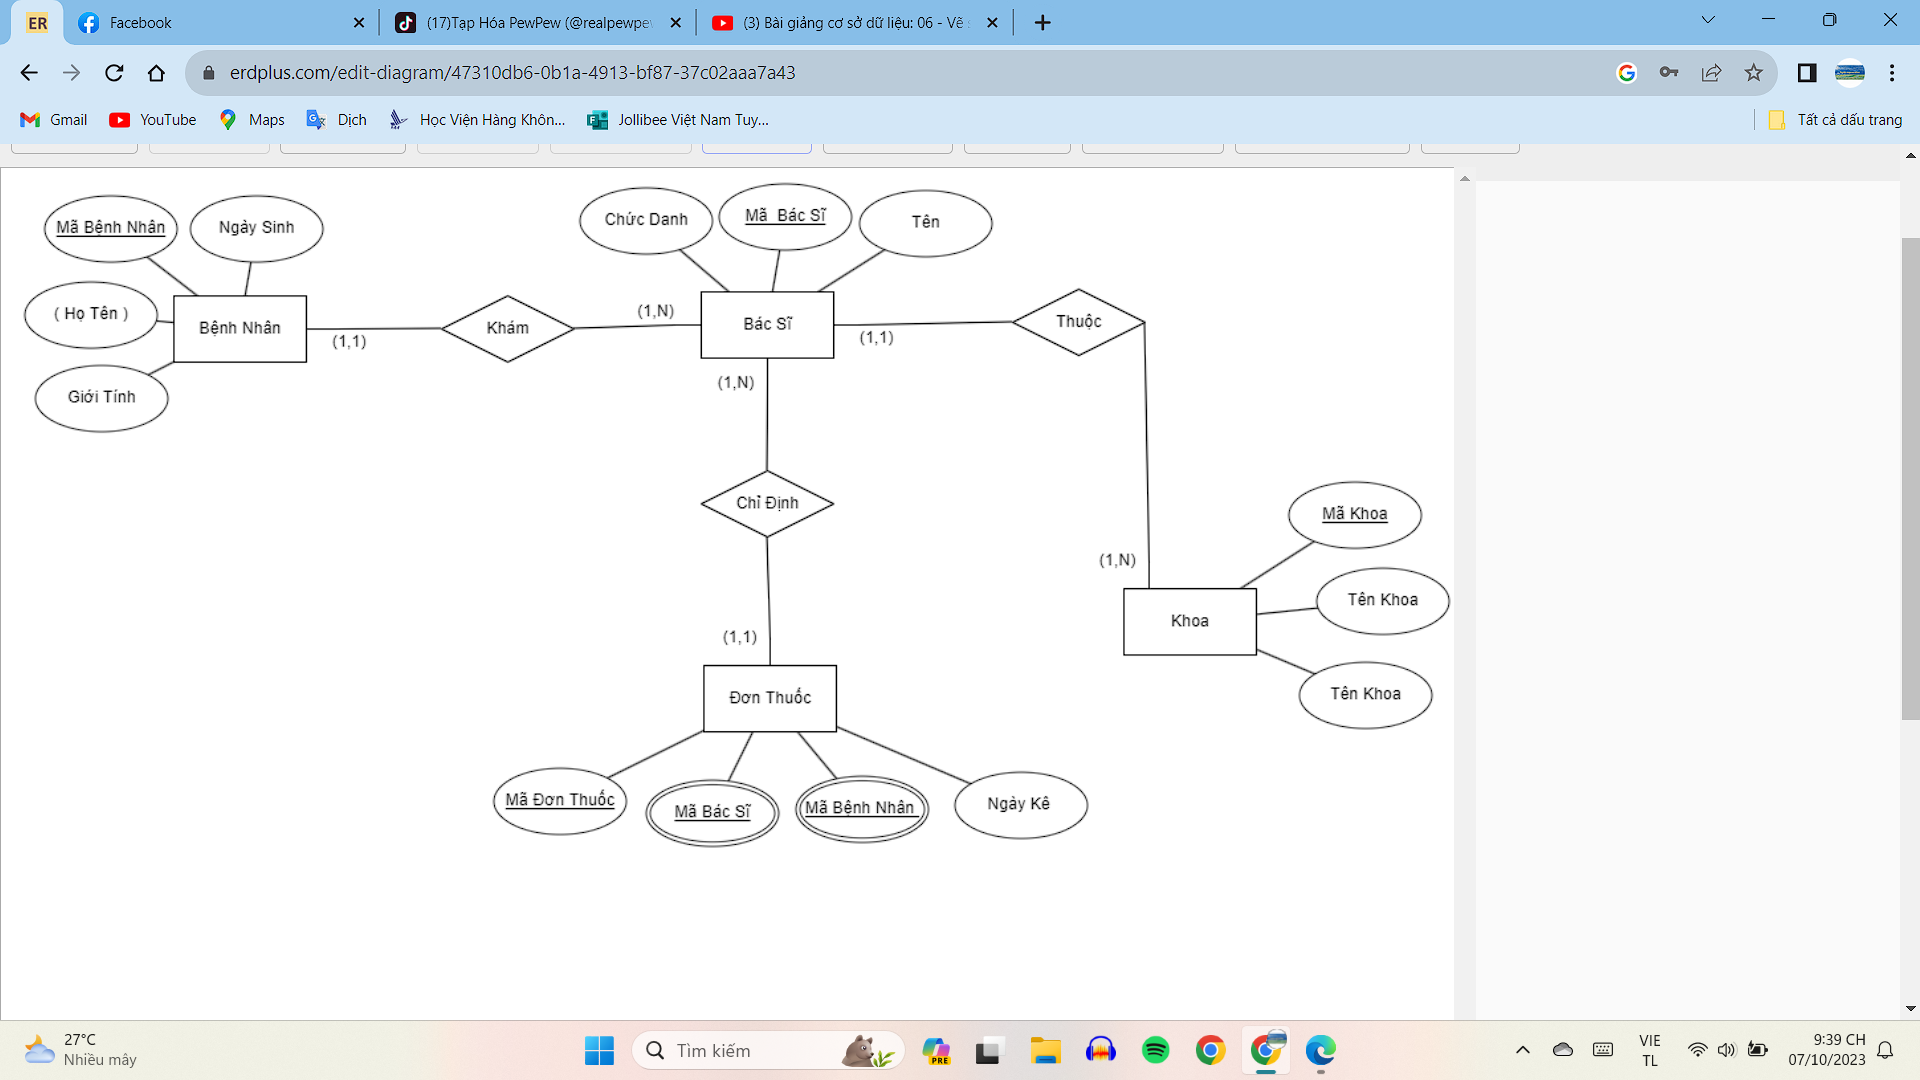 ER
Facebook
(17)Tạp Hóa PewPew (@realpewpew
(3) Bài giảng cơ sở dữ liệu: 06 - Vẽ
erdplus.com/edit-diagram/47310db6-0b1a-4913-bf87-37c02aaa7a43
Gmail
YouTube
Maps
Dịch
Học Viện Hàng Khôn...
Jollibee Việt Nam Tuy...
Tất cả dấu trang
Mã Bệnh Nhân
Ngày Sinh
Chức Danh
Mã Bác Sĩ
Tên
( Họ Tên )
Bệnh Nhân
(1,1)
Khám
(1,N)
Bác Sĩ
(1,1)
Thuộc
Giới Tính
(1,N)
Chỉ Định
Mã Khoa
(1,N)
Tên Khoa
Khoa
(1,1)
Đơn Thuốc
Tên Khoa
Mã Đơn Thuốc
Mã Bác Sĩ
Mã Bệnh Nhân
Ngày Kê
27°C
Nhiều mây
Tìm kiếm
PRE
VIE
TL
9:39 CH
07/10/2023